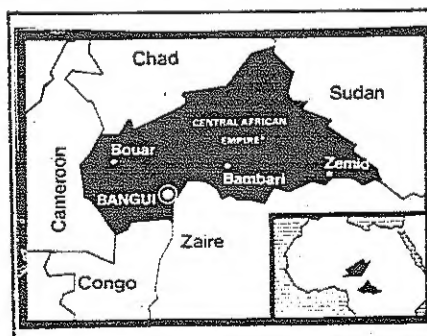 Chad
Sudan
CENTRAL AFRICAN
EMPIRE
Bouar
Bambari
Zemio
Cameroon
BANGUI
Zaire
Congo